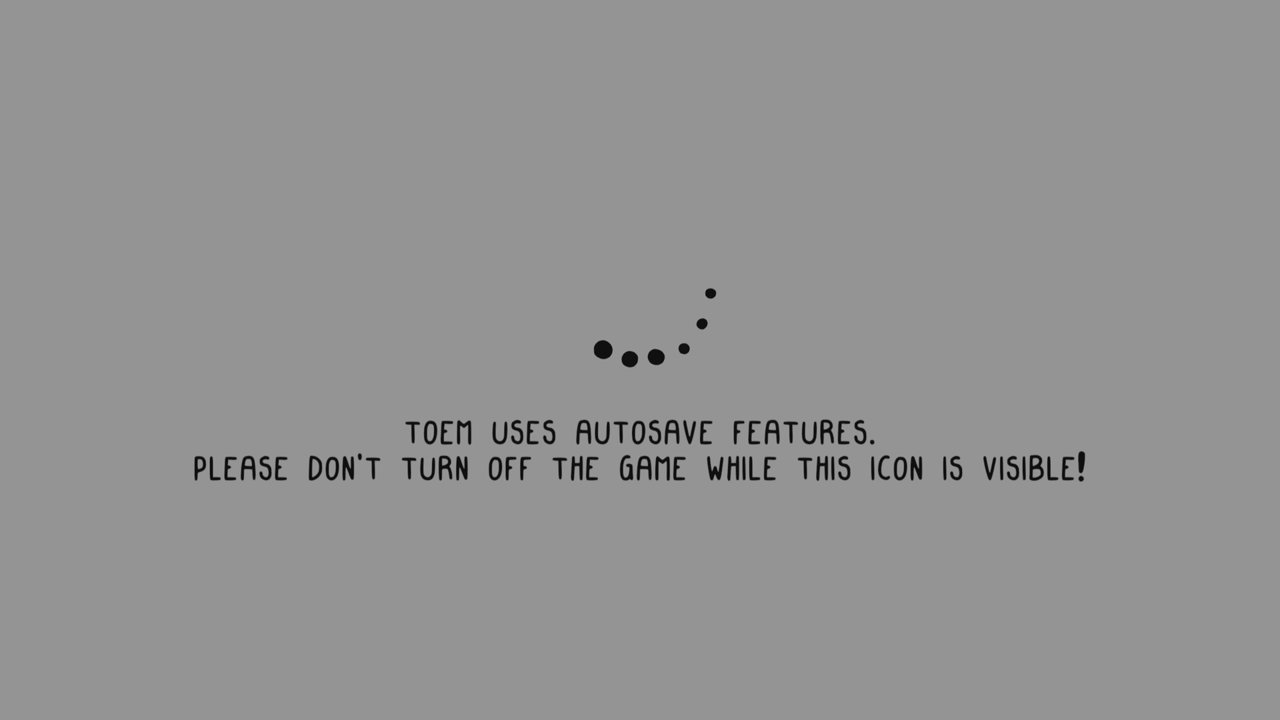 TOEM USES AUTOSAVE FEATURES.
PLEASE DON'T TURN OFF THE GAME WHILE THIS ICON IS VISIBLE!